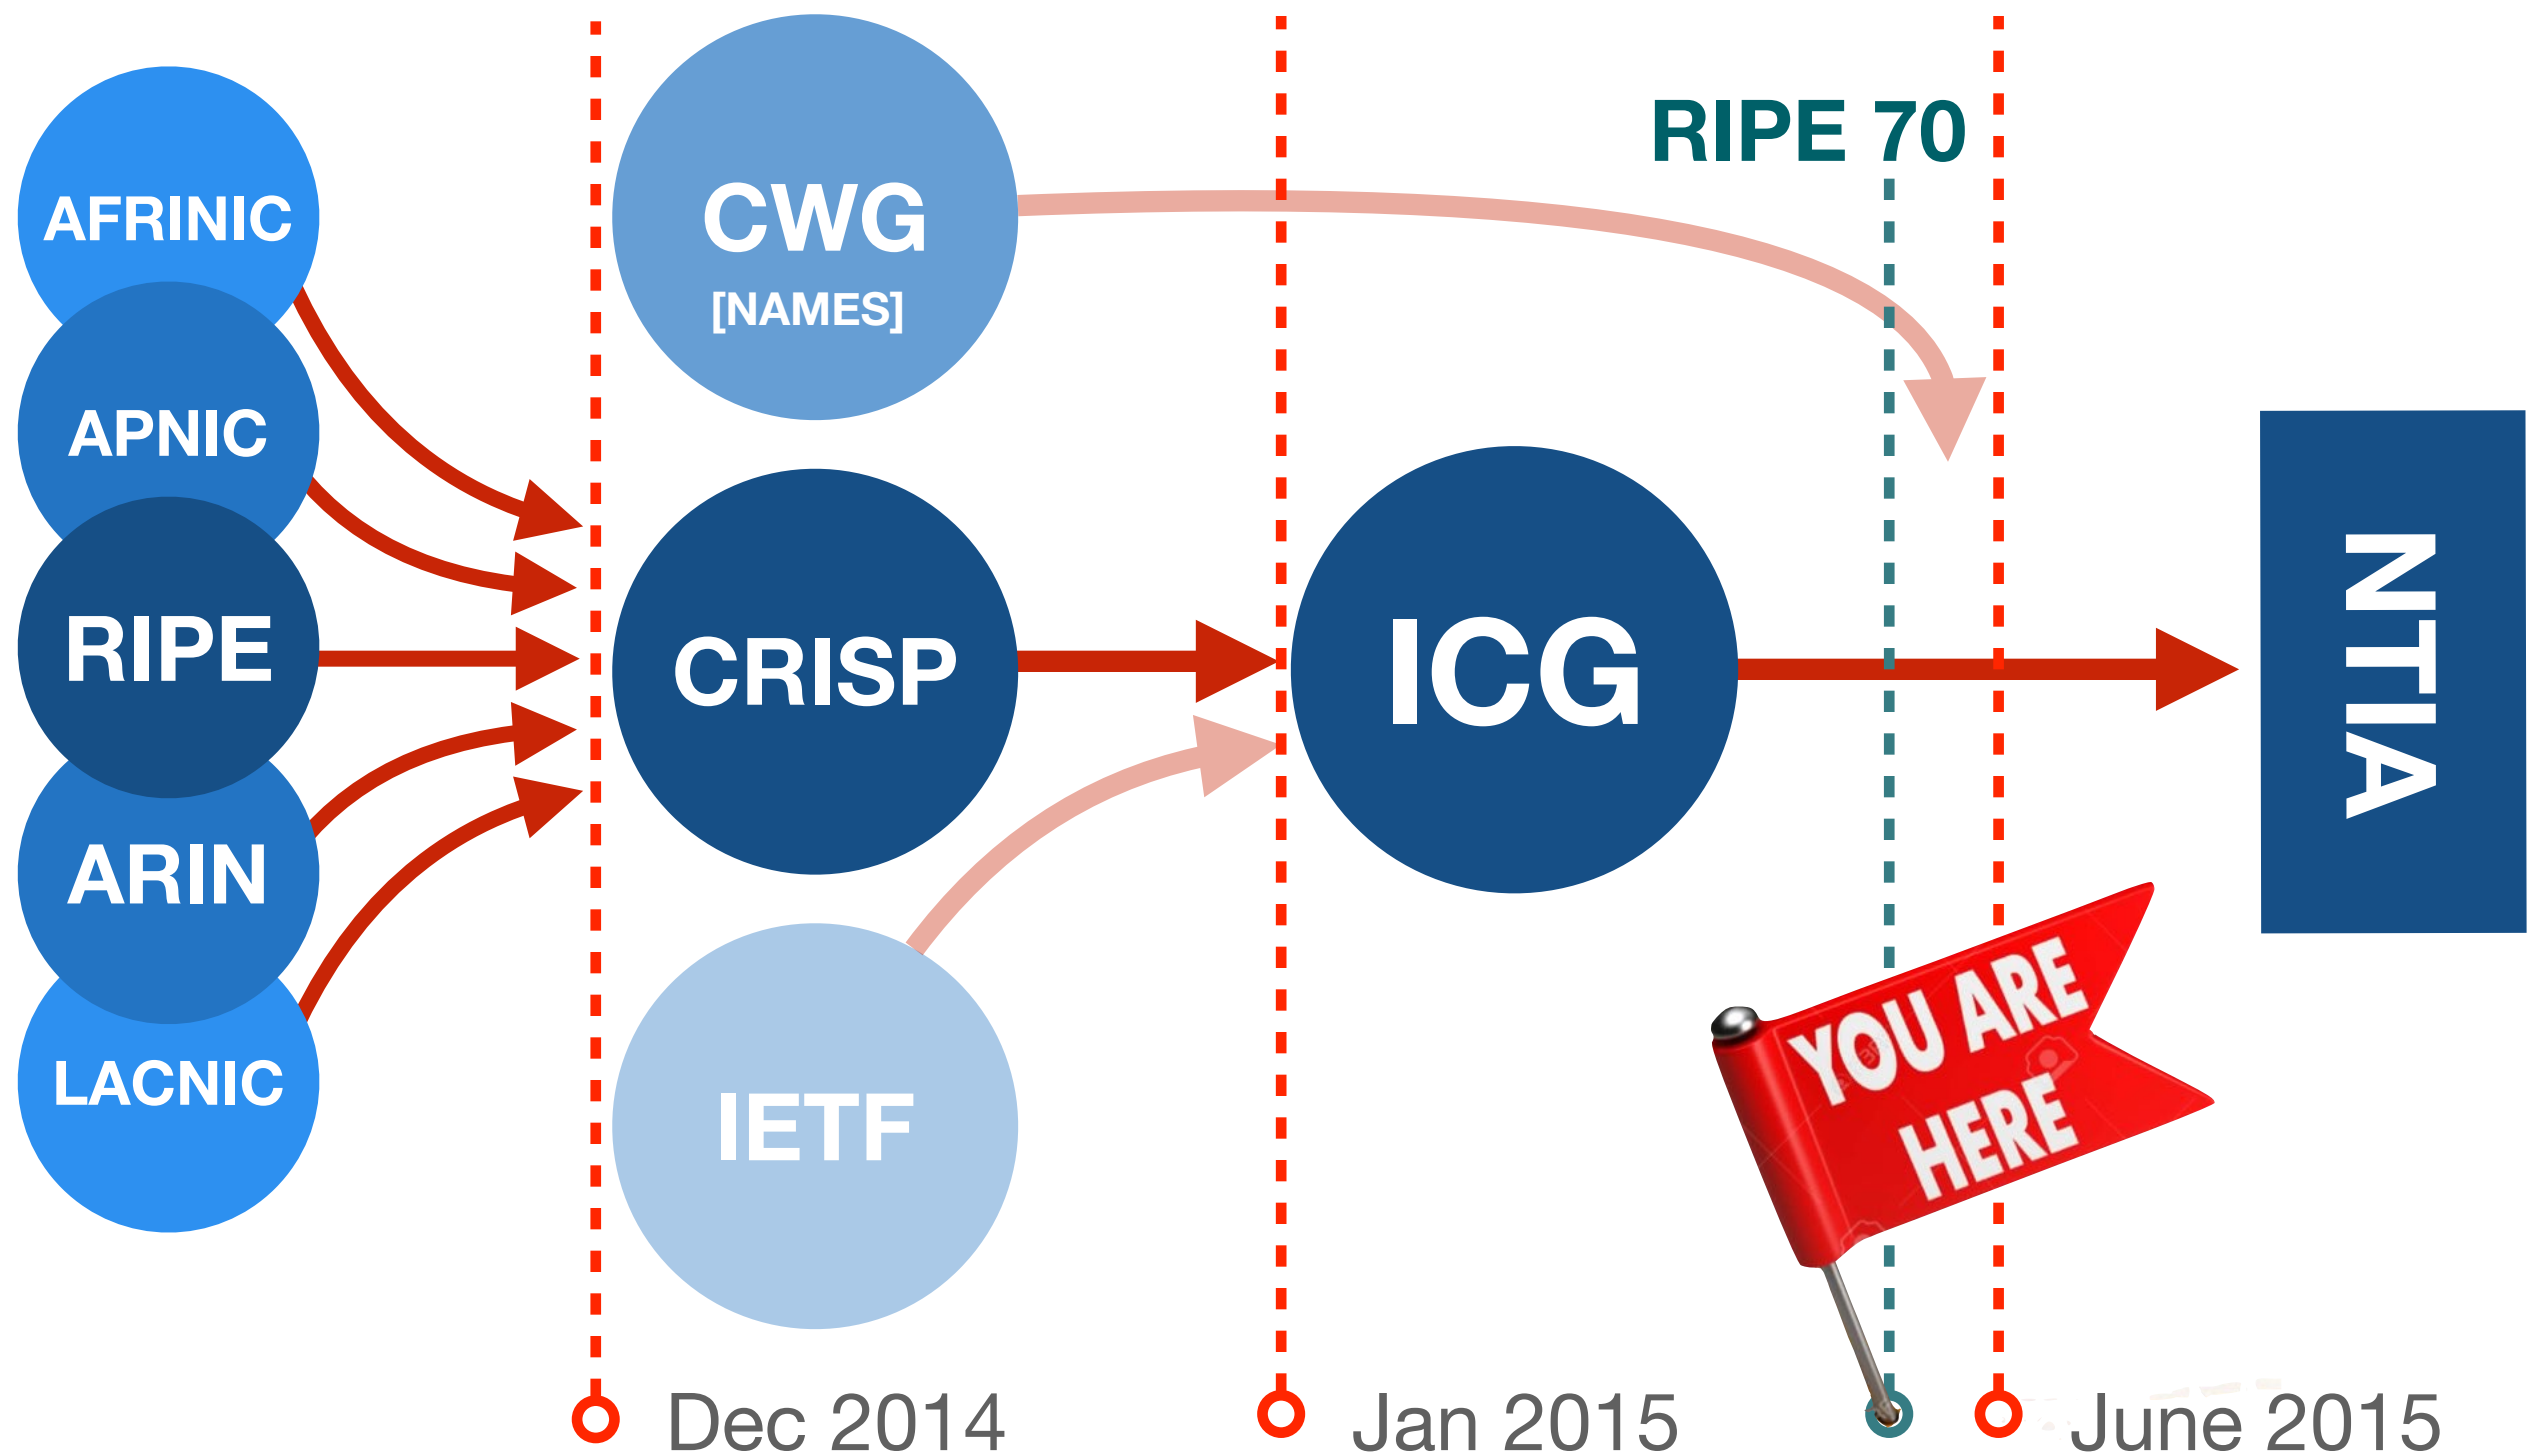 AFRINIC
APNIC
RIPE
ARIN
LACNIC
CWG
[NAMES]
CRISP
IETF
ICG
RIPE 70
NTIA
YOU ARE
HERE
Dec 2014
Jan 2015
June 2015